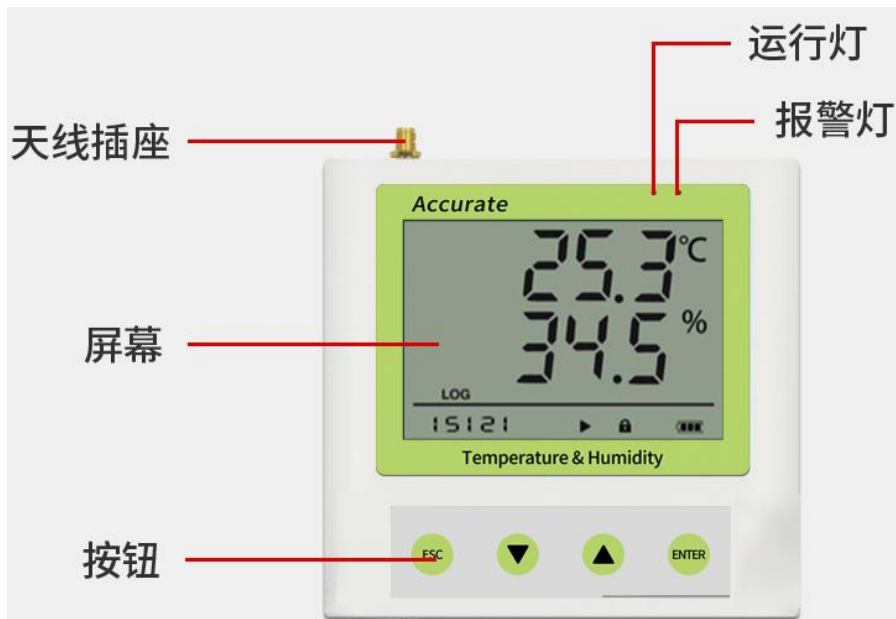 运行灯
报警灯
天线插座
Accurate
25.3℃
34.5%
屏幕
LOG
15121
Temperature & Humidity
按钮
ESC
ENTER